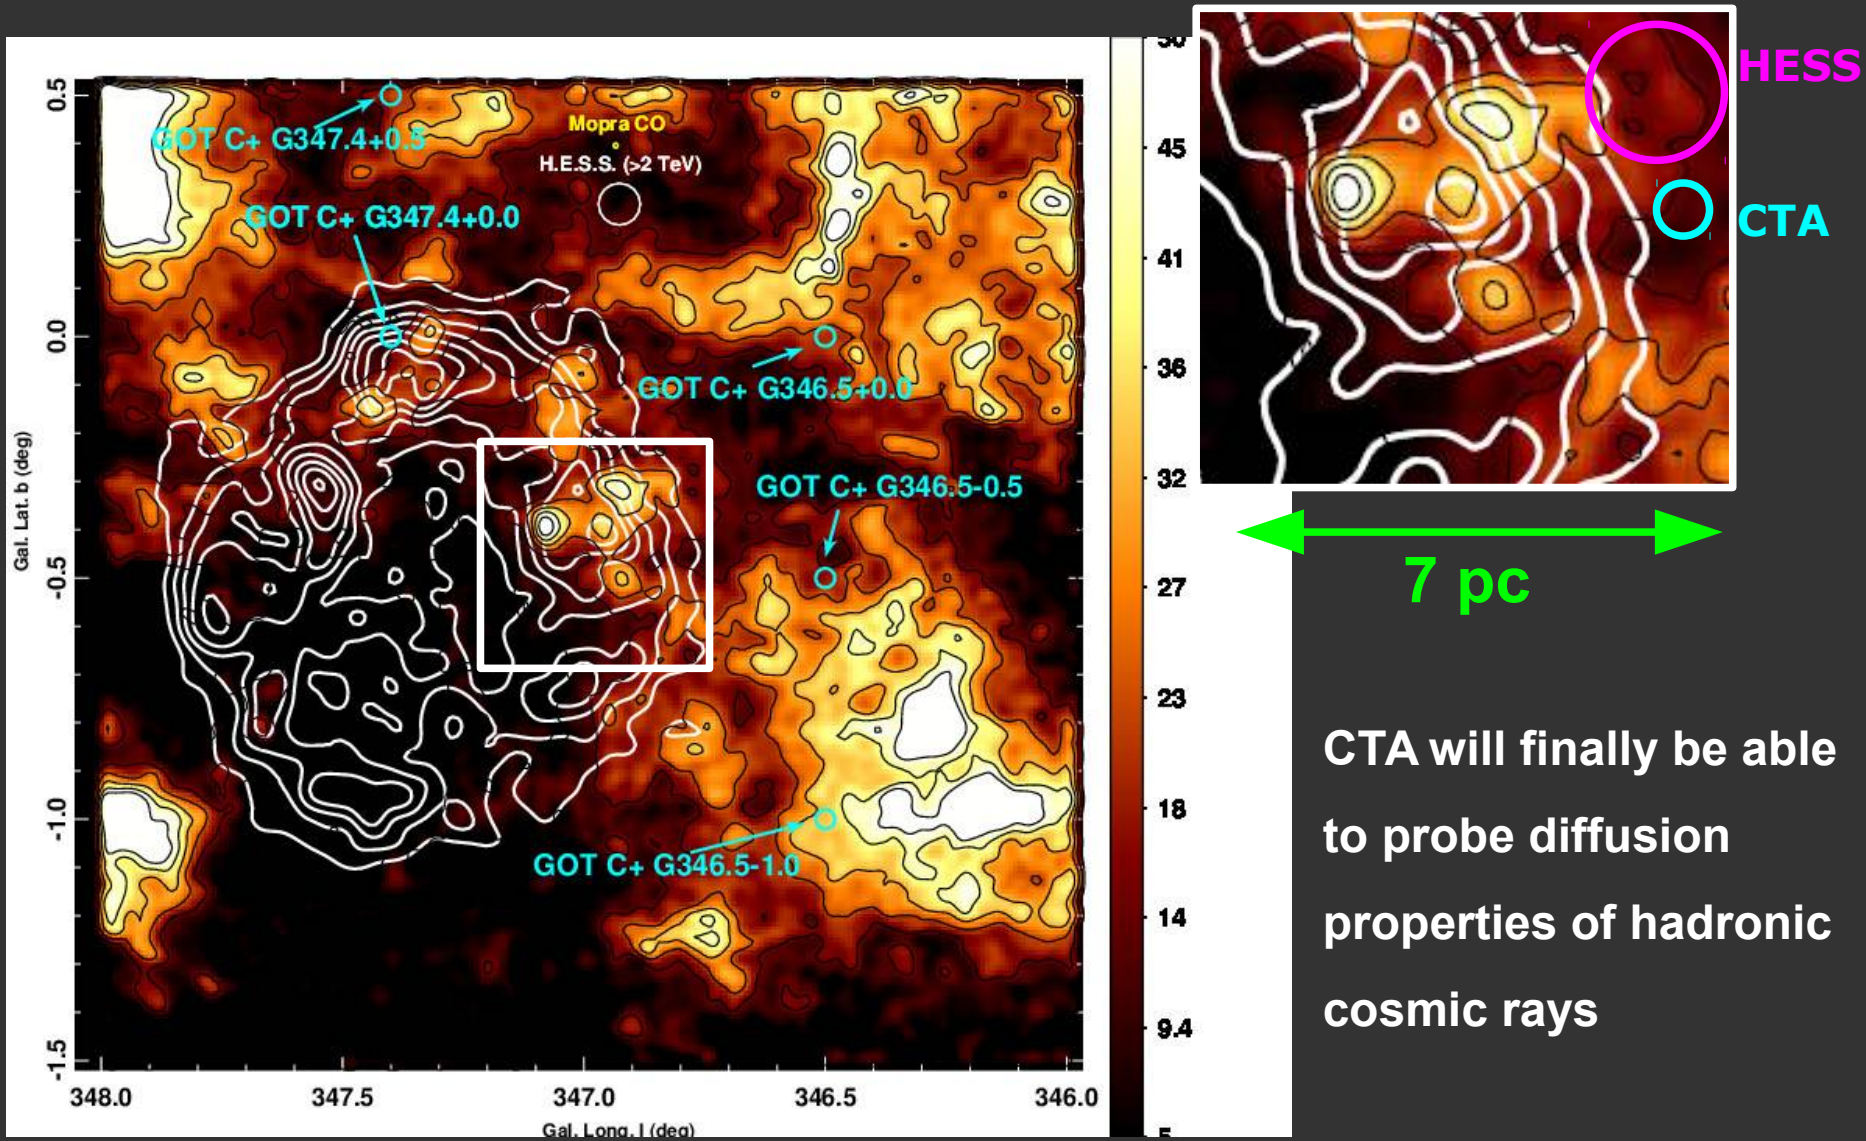 0.5
0.0
-0.5
-1.0
-1.5
Gal. Lat. b (deg)
348.0
347.5
347.0
346.5
346.0
Gal. Long. l (deg)
GOT C+ G347.4+0.5
Mopra CO
H.E.S.S. (>2 TeV)
GOT C+ G347.4+0.0
GOT C+ G346.5+0.0
GOT C+ G346.5-0.5
GOT C+ G346.5-1.0
50
45
41
36
32
27
23
18
14
9.4
5
HESS
CTA
7 pc
CTA will finally be able
to probe diffusion
properties of hadronic
cosmic rays